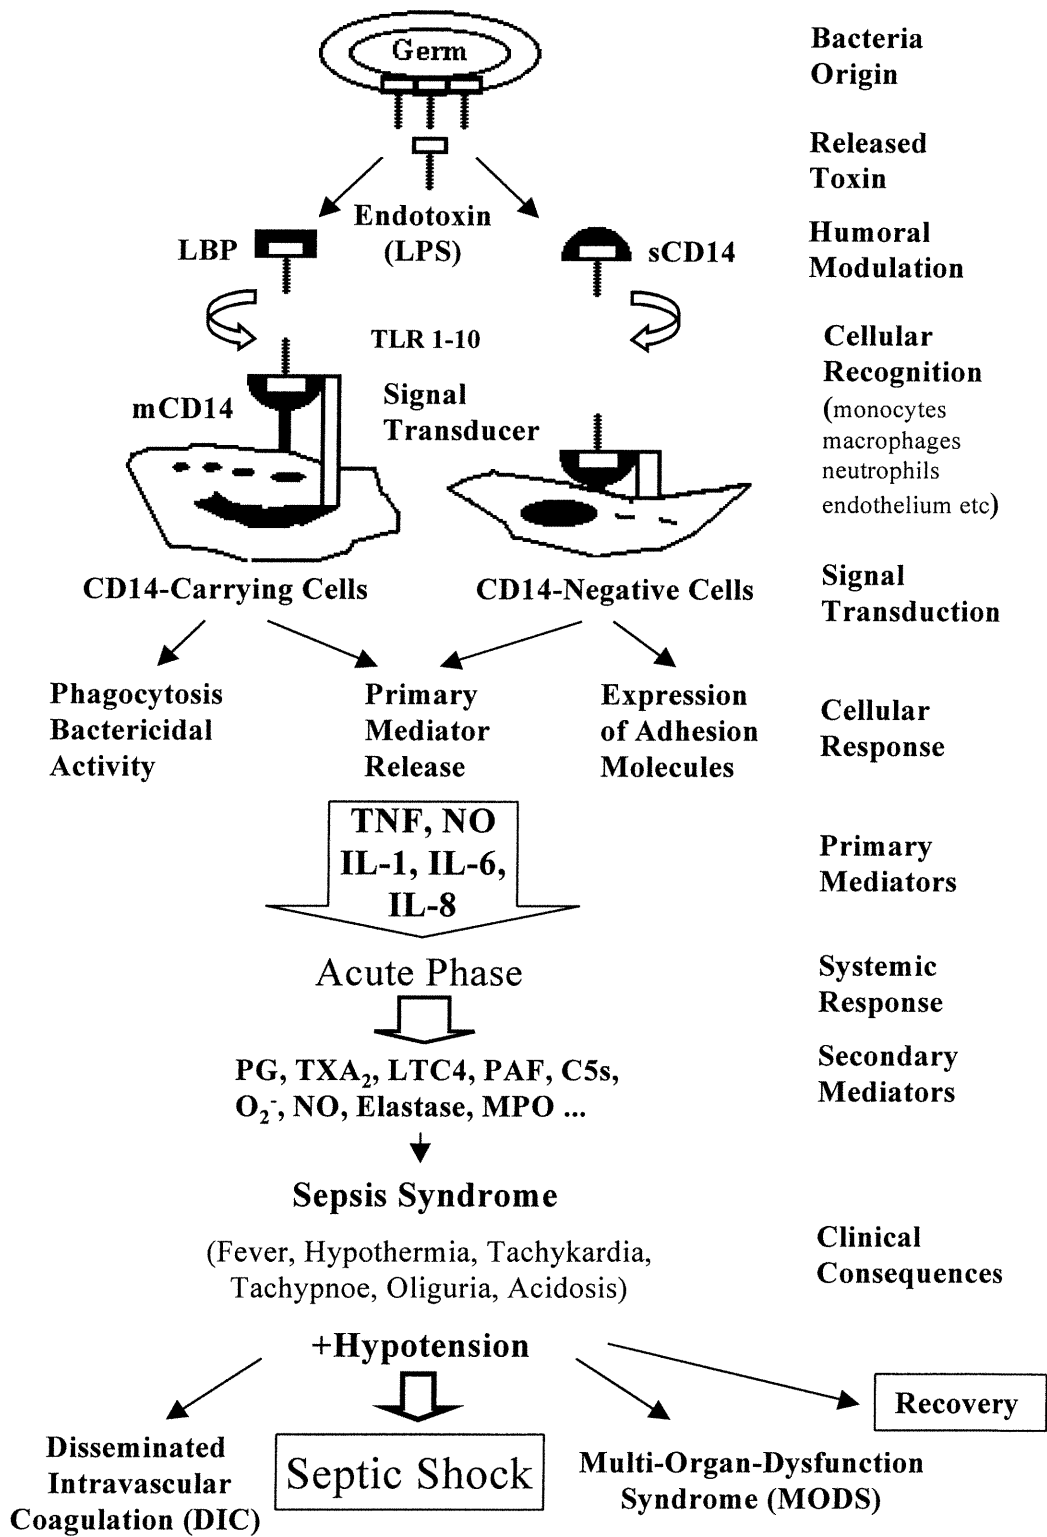 Germ
Bacteria
Origin
Released
Toxin
Endotoxin
(LPS)
LBP
sCD14
Humoral
Modulation
TLR 1-10
Cellular
Recognition
(monocytes
macrophages
neutrophils
endothelium etc)
mCD14
Signal
Transducer
CD14-Carrying Cells
CD14-Negative Cells
Signal
Transduction
Phagocytosis
Bactericidal
Activity
Primary
Mediator
Release
Expression
of Adhesion
Molecules
Cellular
Response
TNF, NO
IL-1, IL-6,
IL-8
Primary
Mediators
Acute Phase
Systemic
Response
PG, TXA₂, LTC4, PAF, C5s,
O₂⁻, NO, Elastase, MPO ...
Secondary
Mediators
Sepsis Syndrome
(Fever, Hypothermia, Tachykardia,
Tachypnoe, Oliguria, Acidosis)
Clinical
Consequences
+Hypotension
Recovery
Disseminated
Intravascular
Coagulation (DIC)
Septic Shock
Multi-Organ-Dysfunction
Syndrome (MODS)